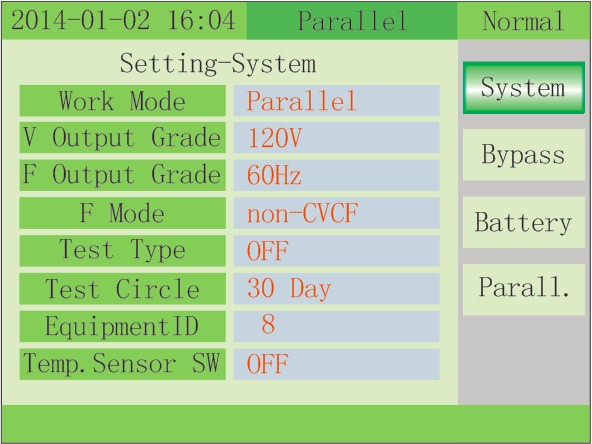 2014-01-02 16:04 Parallel Normal
Setting-System
Work Mode Parallel
V Output Grade 120V
F Output Grade 60Hz
F Mode non-CVCF
Test Type OFF
Test Circle 30 Day
EquipmentID 8
Temp.Sensor SW OFF
System
Bypass
Battery
Parall.